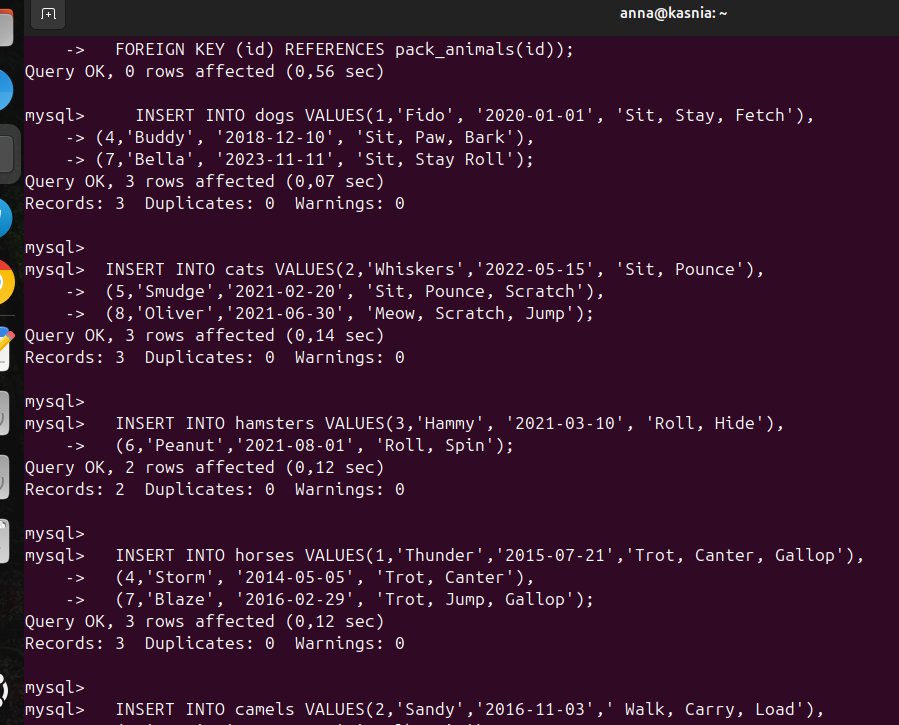 anna@kasnia: ~
    ->   FOREIGN KEY (id) REFERENCES pack_animals(id));
Query OK, 0 rows affected (0,56 sec)
mysql>     INSERT INTO dogs VALUES(1,'Fido', '2020-01-01', 'Sit, Stay, Fetch'),
    -> (4,'Buddy', '2018-12-10', 'Sit, Paw, Bark'),
    -> (7,'Bella', '2023-11-11', 'Sit, Stay Roll');
Query OK, 3 rows affected (0,07 sec)
Records: 3  Duplicates: 0  Warnings: 0
mysql>
mysql>  INSERT INTO cats VALUES(2,'Whiskers','2022-05-15', 'Sit, Pounce'),
    ->  (5,'Smudge','2021-02-20', 'Sit, Pounce, Scratch'),
    ->  (8,'Oliver','2021-06-30', 'Meow, Scratch, Jump');
Query OK, 3 rows affected (0,14 sec)
Records: 3  Duplicates: 0  Warnings: 0
mysql>
mysql>   INSERT INTO hamsters VALUES(3,'Hammy', '2021-03-10', 'Roll, Hide'),
    ->   (6,'Peanut','2021-08-01', 'Roll, Spin');
Query OK, 2 rows affected (0,12 sec)
Records: 2  Duplicates: 0  Warnings: 0
mysql>
mysql>   INSERT INTO horses VALUES(1,'Thunder','2015-07-21','Trot, Canter, Gallop'),
    ->   (4,'Storm', '2014-05-05', 'Trot, Canter'),
    ->   (7,'Blaze', '2016-02-29', 'Trot, Jump, Gallop');
Query OK, 3 rows affected (0,12 sec)
Records: 3  Duplicates: 0  Warnings: 0
mysql>
mysql>   INSERT INTO camels VALUES(2,'Sandy','2016-11-03',' Walk, Carry, Load'),